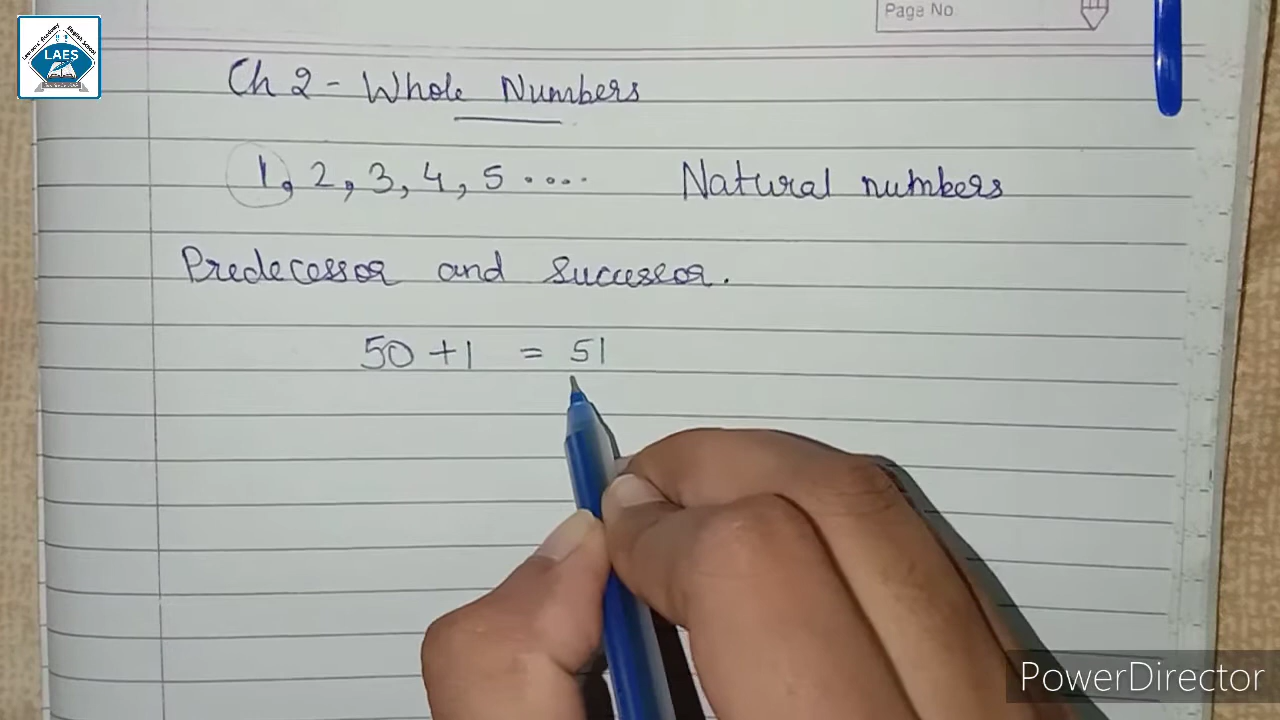 Page No
LAES
Ch 2 - Whole Numbers
1, 2, 3, 4, 5 .... Natural numbers
Predecessor and successor.
50 + 1 = 51
PowerDirector